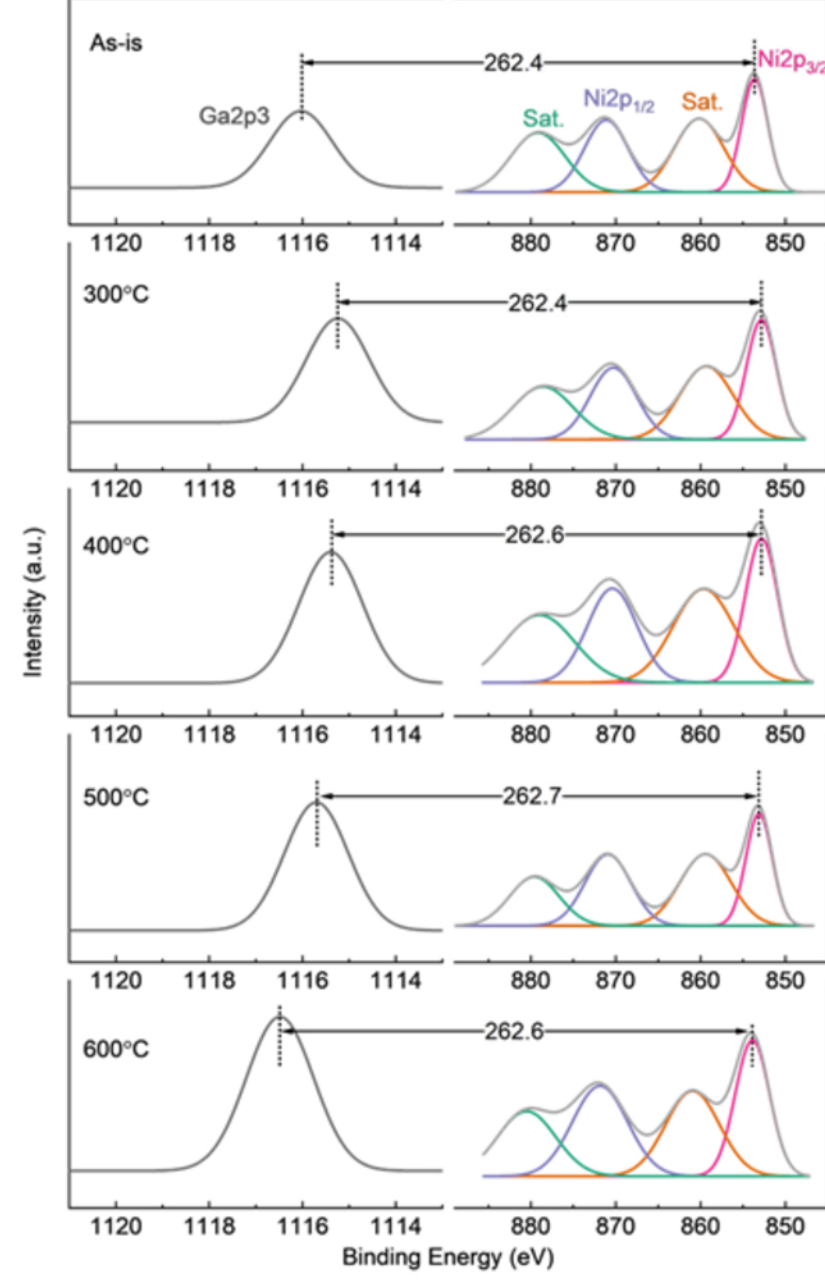 As-is
262.4
Ni2p3/2
Ga2p3
Sat.
Ni2p1/2
Sat.
1120 1118 1116 1114 880 870 860 850
300°C
262.4
1120 1118 1116 1114 880 870 860 850
400°C
262.6
1120 1118 1116 1114 880 870 860 850
500°C
262.7
1120 1118 1116 1114 880 870 860 850
600°C
262.6
1120 1118 1116 1114 880 870 860 850
Intensity (a.u.)
Binding Energy (eV)